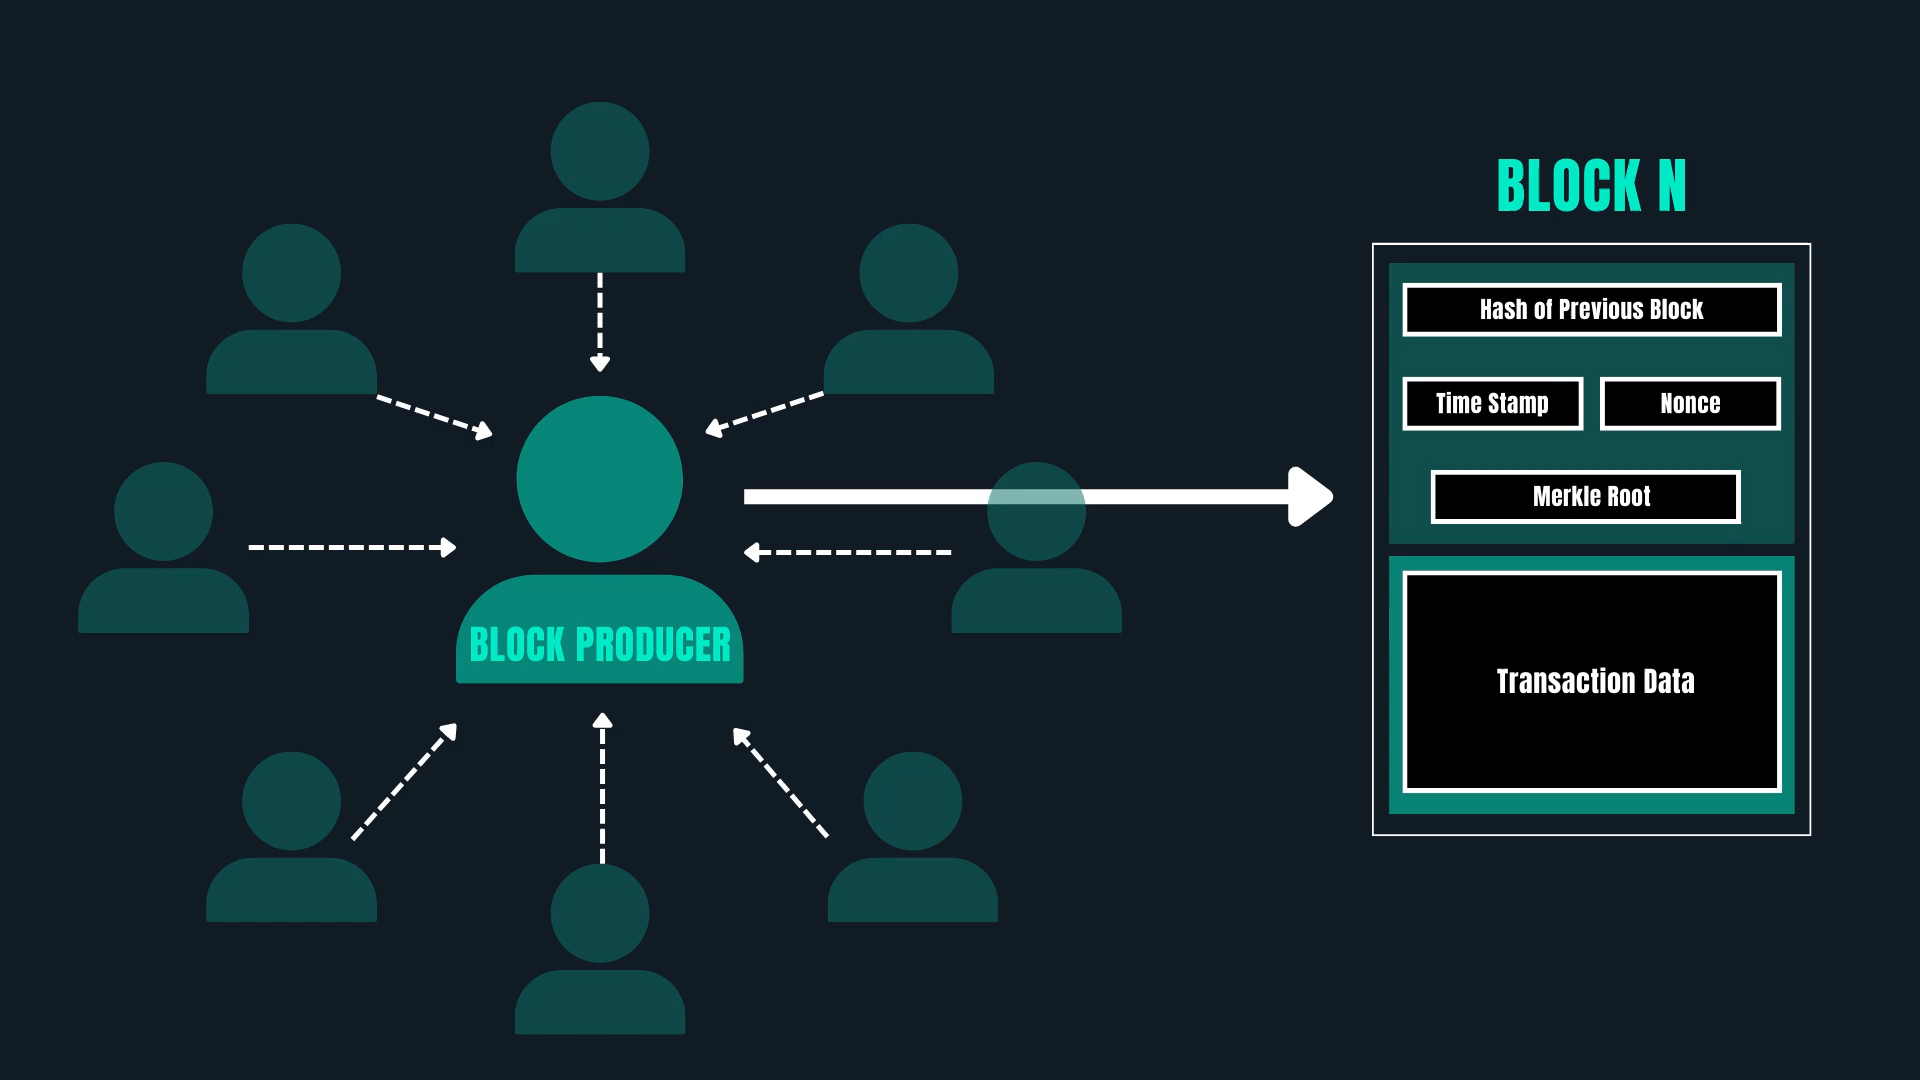 BLOCK PRODUCER
BLOCK N
Hash of Previous Block
Time Stamp
Nonce
Merkle Root
Transaction Data